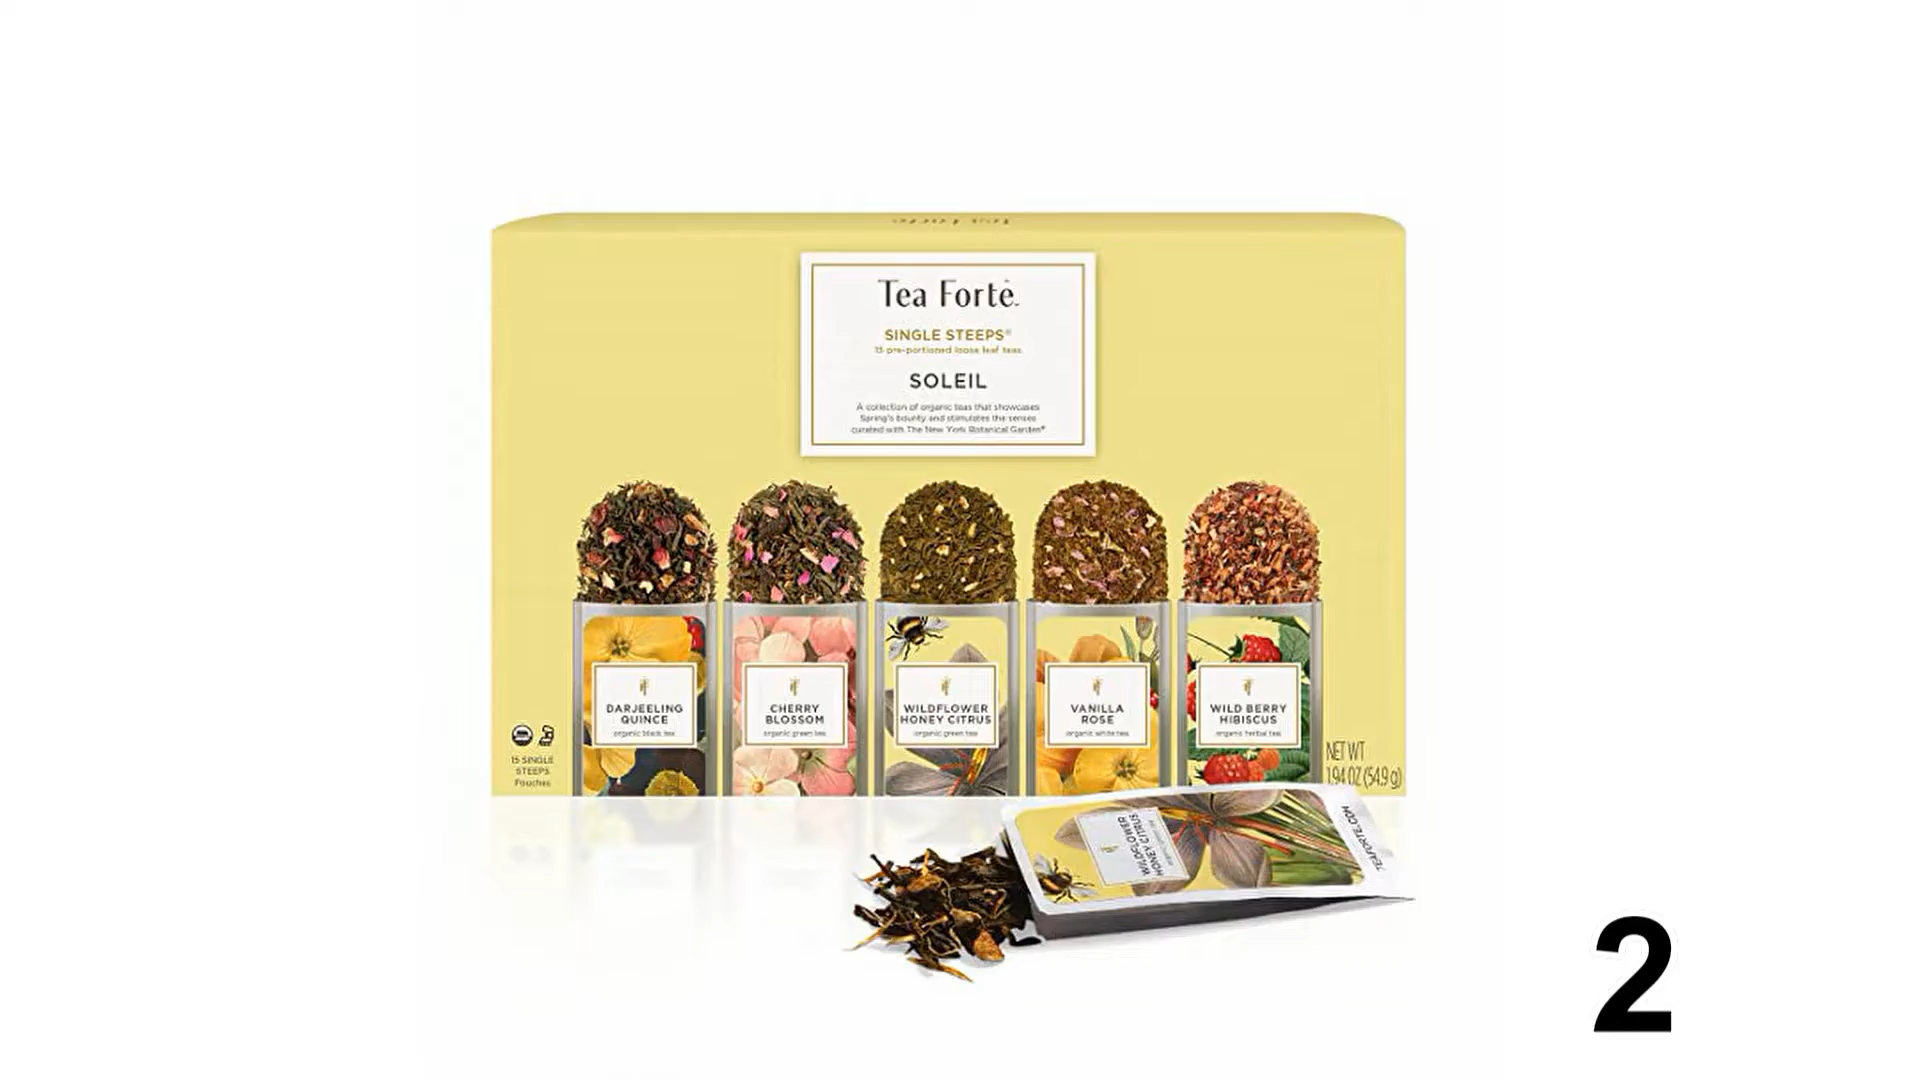 Tea Forté
SINGLE STEEPS®
15 pre-portioned loose leaf teas
SOLEIL
A collection of organic teas that showcases
Spring's bounty and stimulates the senses
curated with The New York Botanical Garden®
DARJEELING
QUINCE
organic black tea
CHERRY
BLOSSOM
organic green tea
WILDFLOWER
HONEY CITRUS
organic green tea
VANILLA
ROSE
organic white tea
WILD BERRY
HIBISCUS
organic herbal tea
15 SINGLE
STEEPS
Pouches
NET WT
1.94 OZ (54.9 g)
WILDFLOWER
HONEY CITRUS
TEAFORTE.COM
2